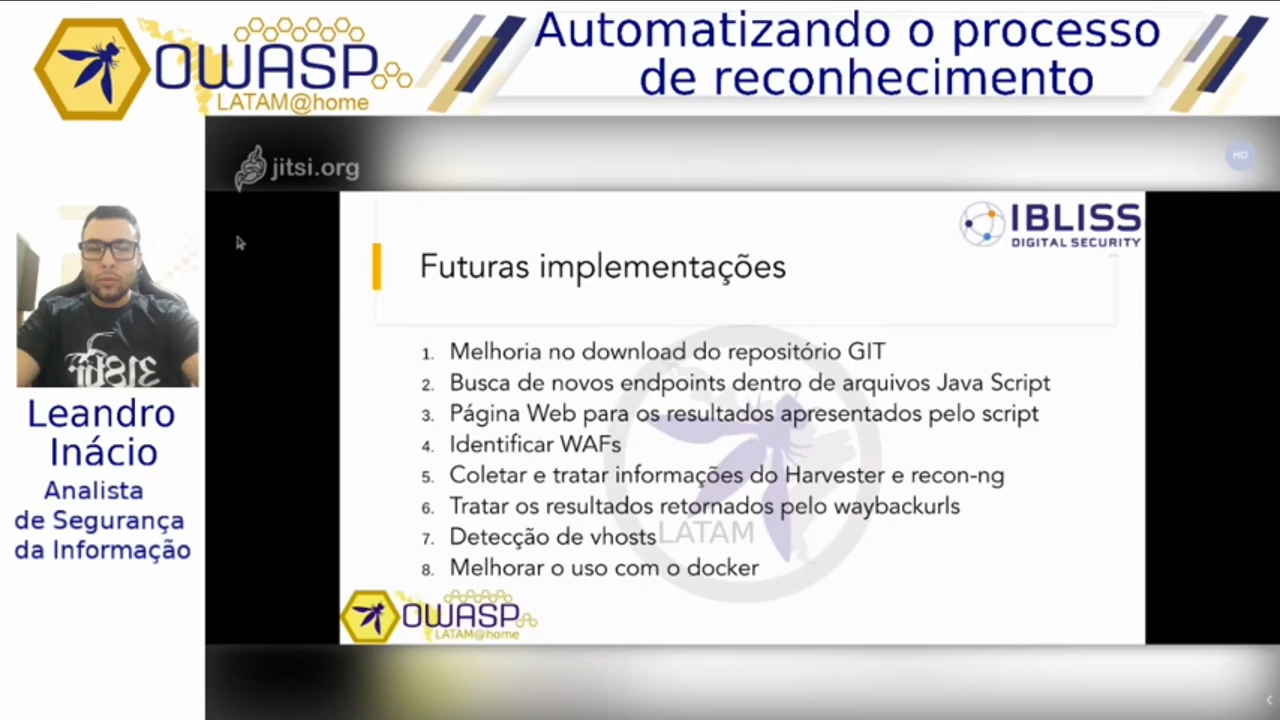 OWASP
LATAM@home
Automatizando o processo
de reconhecimento
jitsi.org
HD
IBLISS
DIGITAL SECURITY
Futuras implementações
1. Melhoria no download do repositório GIT
2. Busca de novos endpoints dentro de arquivos Java Script
3. Página Web para os resultados apresentados pelo script
4. Identificar WAFs
5. Coletar e tratar informações do Harvester e recon-ng
6. Tratar os resultados retornados pelo waybackurls
7. Detecção de vhosts
8. Melhorar o uso com o docker
LATAM
OWASP
LATAM@home
Leandro
Inácio
Analista
de Segurança
da Informação